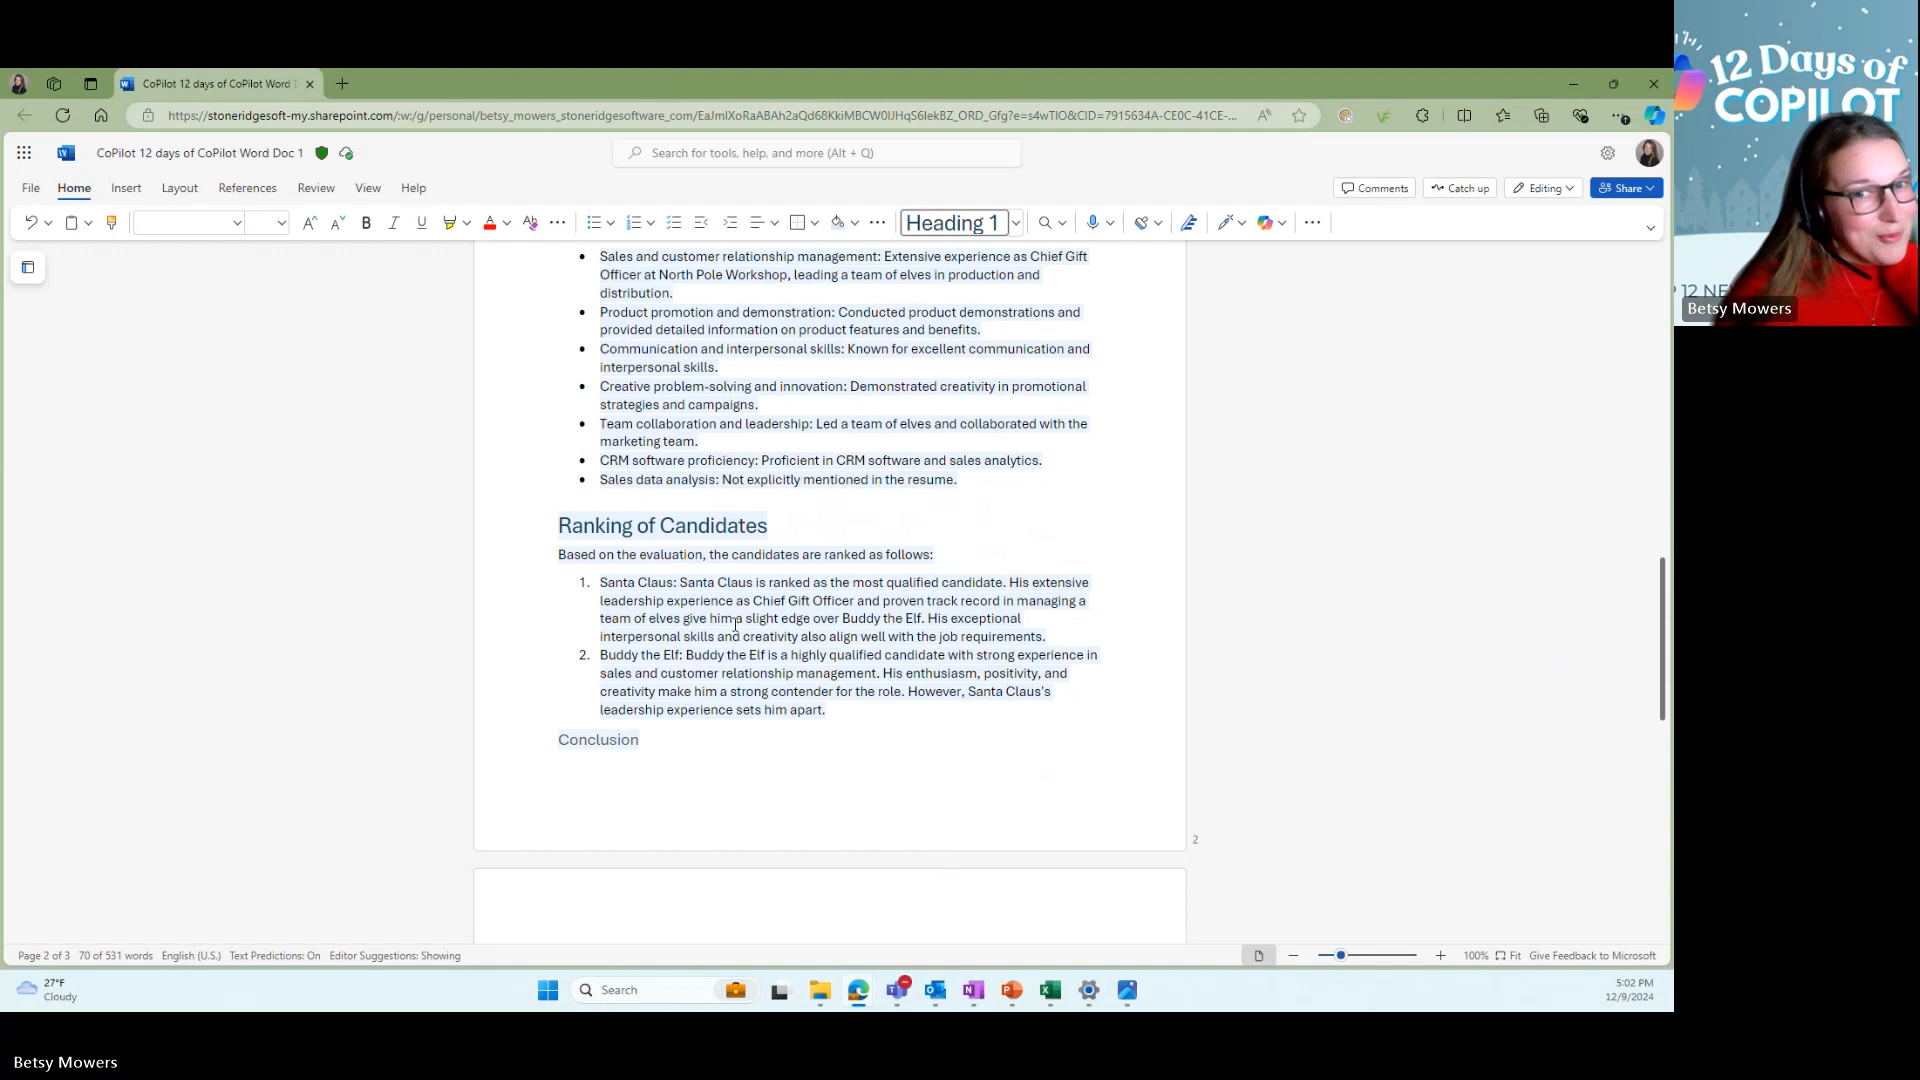 CoPilot 12 days of CoPilot Word
https://stoneridgesoft-my.sharepoint.com/:w:/g/personal/betsy_mowers_stoneridgesoftware_com/EaJmlXoRaABAh2aQd68KkiMBCW0lJHqS6lekBZ_ORD_Gfg?e=s4wTlO&CID=7915634A-CE0C-41CE-...
CoPilot 12 days of CoPilot Word Doc 1
Search for tools, help, and more (Alt + Q)
File Home Insert Layout References Review View Help
Comments Catch up Editing Share
Heading 1
• Sales and customer relationship management: Extensive experience as Chief Gift
Officer at North Pole Workshop, leading a team of elves in production and
distribution.
• Product promotion and demonstration: Conducted product demonstrations and
provided detailed information on product features and benefits.
• Communication and interpersonal skills: Known for excellent communication and
interpersonal skills.
• Creative problem-solving and innovation: Demonstrated creativity in promotional
strategies and campaigns.
• Team collaboration and leadership: Led a team of elves and collaborated with the
marketing team.
• CRM software proficiency: Proficient in CRM software and sales analytics.
• Sales data analysis: Not explicitly mentioned in the resume.
Ranking of Candidates
Based on the evaluation, the candidates are ranked as follows:
1. Santa Claus: Santa Claus is ranked as the most qualified candidate. His extensive
leadership experience as Chief Gift Officer and proven track record in managing a
team of elves give him a slight edge over Buddy the Elf. His exceptional
interpersonal skills and creativity also align well with the job requirements.
2. Buddy the Elf: Buddy the Elf is a highly qualified candidate with strong experience in
sales and customer relationship management. His enthusiasm, positivity, and
creativity make him a strong contender for the role. However, Santa Claus's
leadership experience sets him apart.
Conclusion
2
Page 2 of 3 70 of 531 words English (U.S.) Text Predictions: On Editor Suggestions: Showing
100% Fit Give Feedback to Microsoft
27°F
Cloudy
Search
5:02 PM
12/9/2024
12 Days of
COPILOT
12 NE
Betsy Mowers
Betsy Mowers